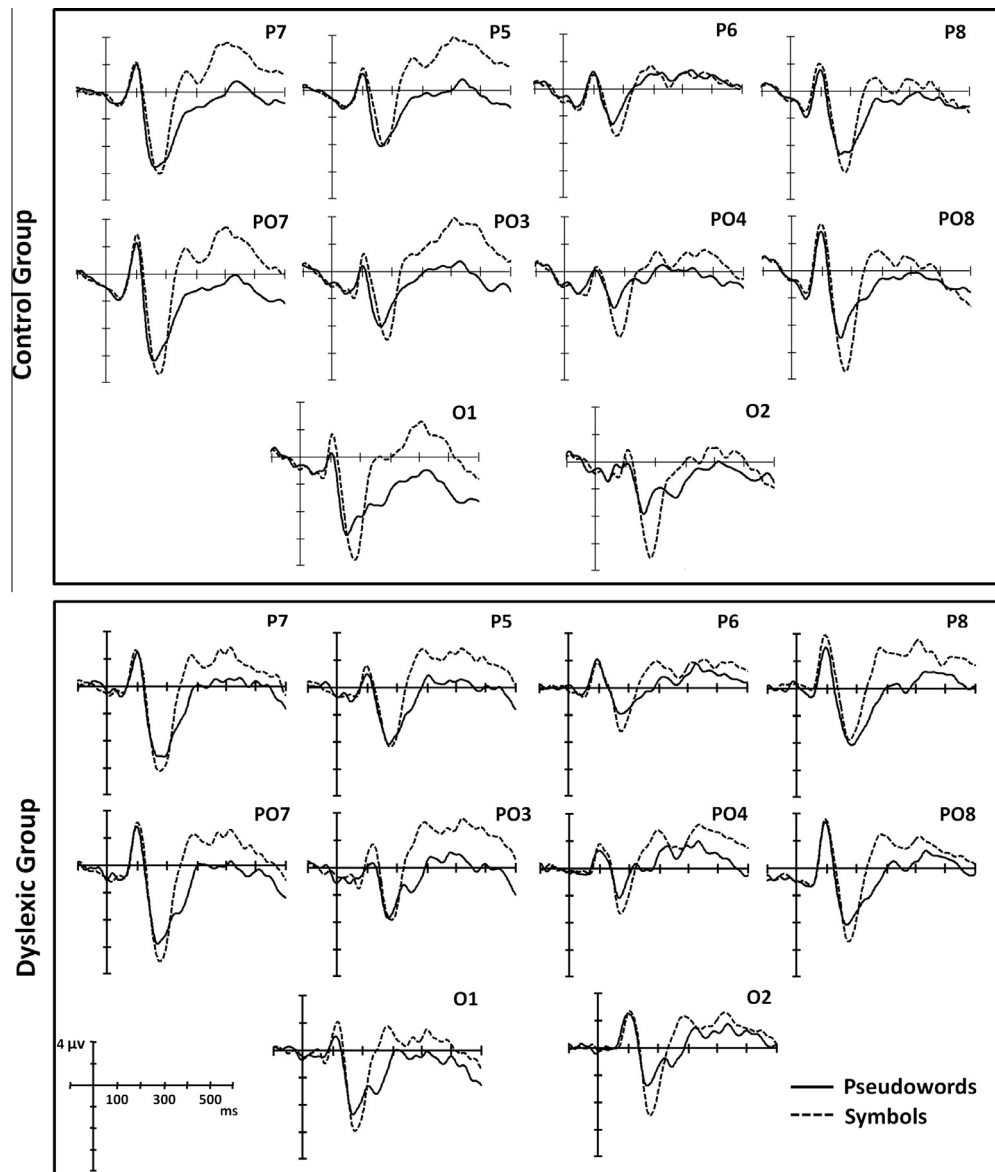 Control Group
P7 P5 P6 P8
PO7 PO3 PO4 PO8
O1 O2
Dyslexic Group
P7 P5 P6 P8
PO7 PO3 PO4 PO8
O1 O2
4 μv
100 300 500
ms
Pseudowords
Symbols